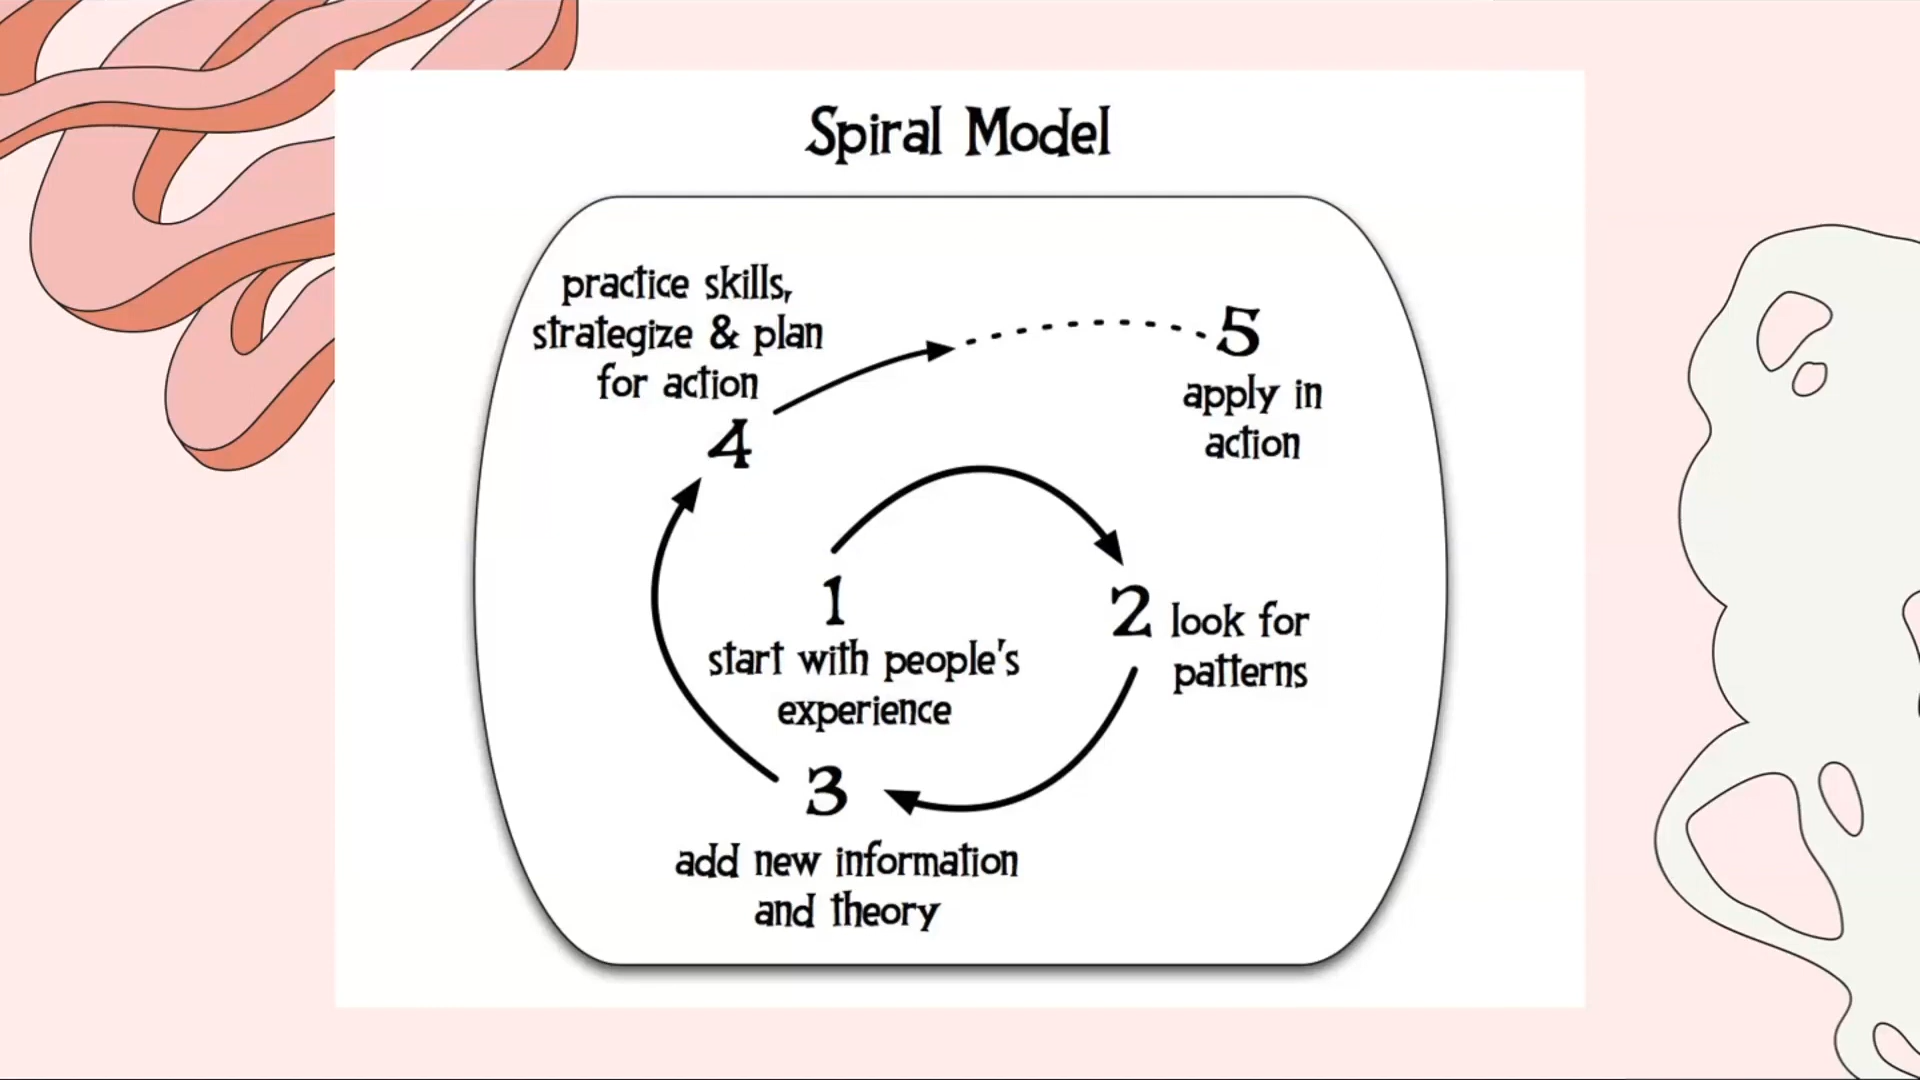 Spiral Model
1
start with people's
experience
2
look for
patterns
3
add new information
and theory
practice skills,
strategize & plan
for action
4
5
apply in
action